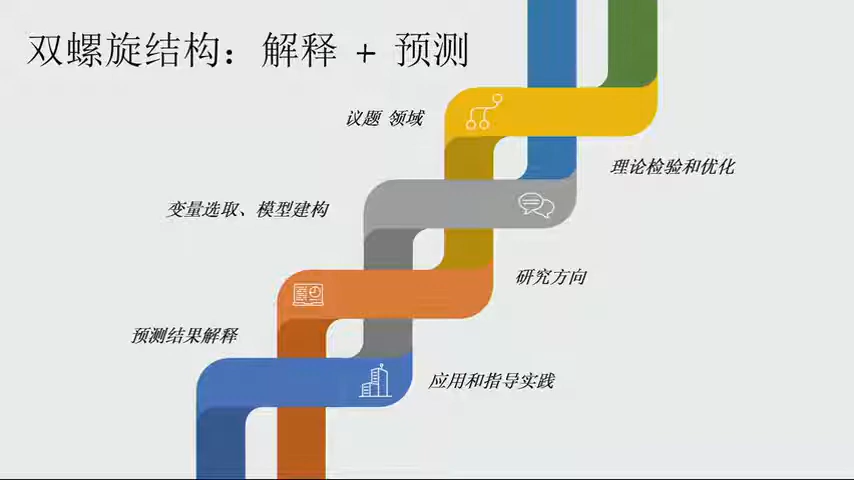 双螺旋结构：解释 + 预测
议题 领域
理论检验和优化
变量选取、模型建构
研究方向
预测结果解释
应用和指导实践